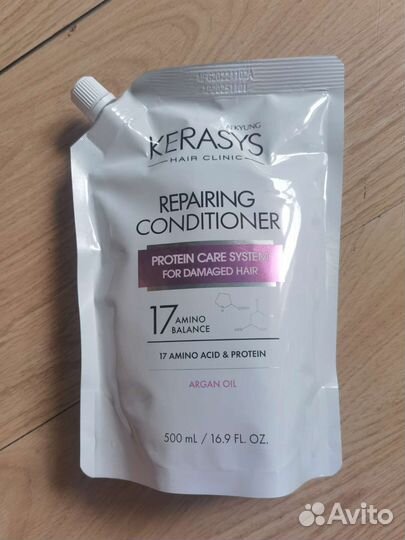 AEKYUNG
KERASYS
HAIR CLINIC
REPAIRING
CONDITIONER
PROTEIN CARE SYSTEM
FOR DAMAGED HAIR
17 AMINO
BALANCE
17 AMINO ACID & PROTEIN
ARGAN OIL
500 mL / 16.9 FL. OZ.
Avito